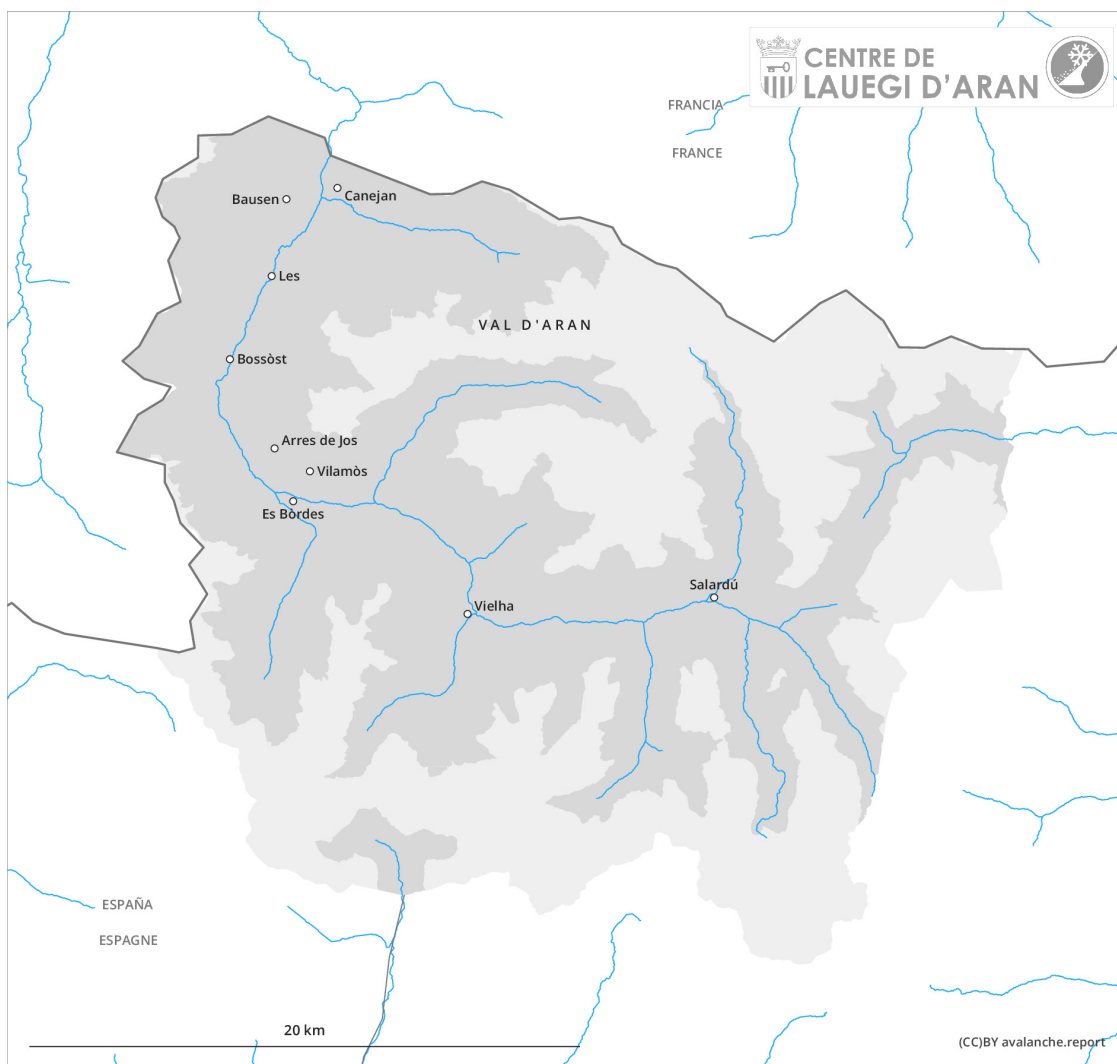 CENTRE DE
LAUEGI D'ARAN
FRANCIA
FRANCE
Bausen
Canejan
Les
VAL D'ARAN
Bossòst
Arres de Jos
Vilamòs
Es Bòrdes
Salardú
Vielha
ESPAÑA
ESPAGNE
20 km
(CC)BY avalanche.report